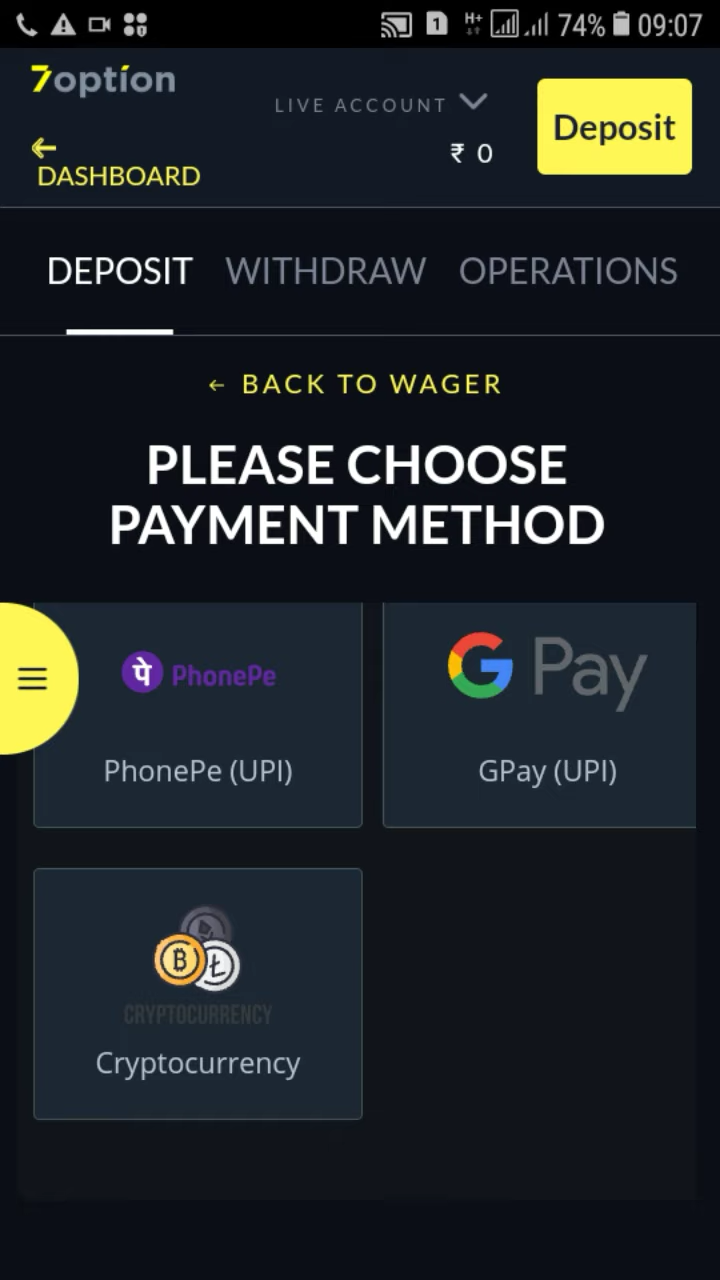 1 H+ 74% 09:07
7option
LIVE ACCOUNT
Deposit
₹ 0
DASHBOARD
DEPOSIT WITHDRAW OPERATIONS
← BACK TO WAGER
PLEASE CHOOSE
PAYMENT METHOD
पे PhonePe
G Pay
PhonePe (UPI)
GPay (UPI)
CRYPTOCURRENCY
Cryptocurrency